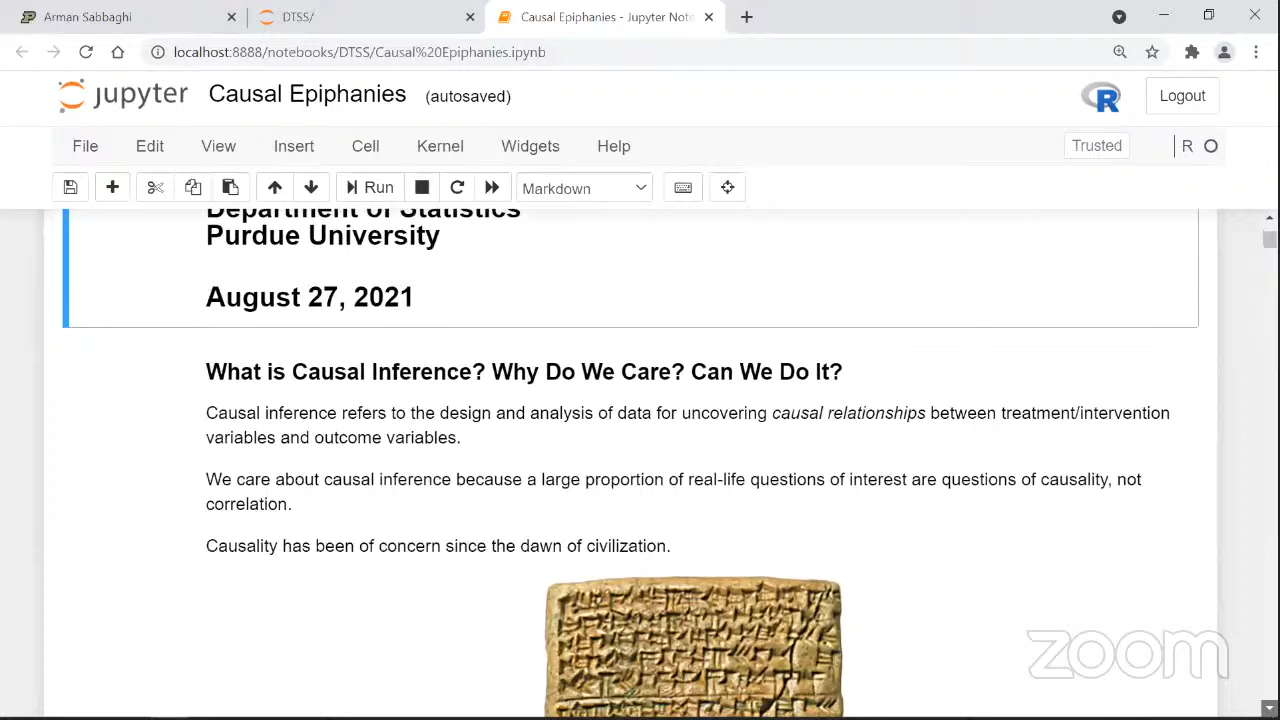 Arman Sabbaghi
DTSS/
Causal Epiphanies - Jupyter Note
localhost:8888/notebooks/DTSS/Causal%20Epiphanies.ipynb
jupyter Causal Epiphanies (autosaved)
R
Logout
File Edit View Insert Cell Kernel Widgets Help
Trusted
R
Run
Markdown
Department of Statistics
Purdue University
August 27, 2021
What is Causal Inference? Why Do We Care? Can We Do It?
Causal inference refers to the design and analysis of data for uncovering causal relationships between treatment/intervention
variables and outcome variables.
We care about causal inference because a large proportion of real-life questions of interest are questions of causality, not
correlation.
Causality has been of concern since the dawn of civilization.
zoom